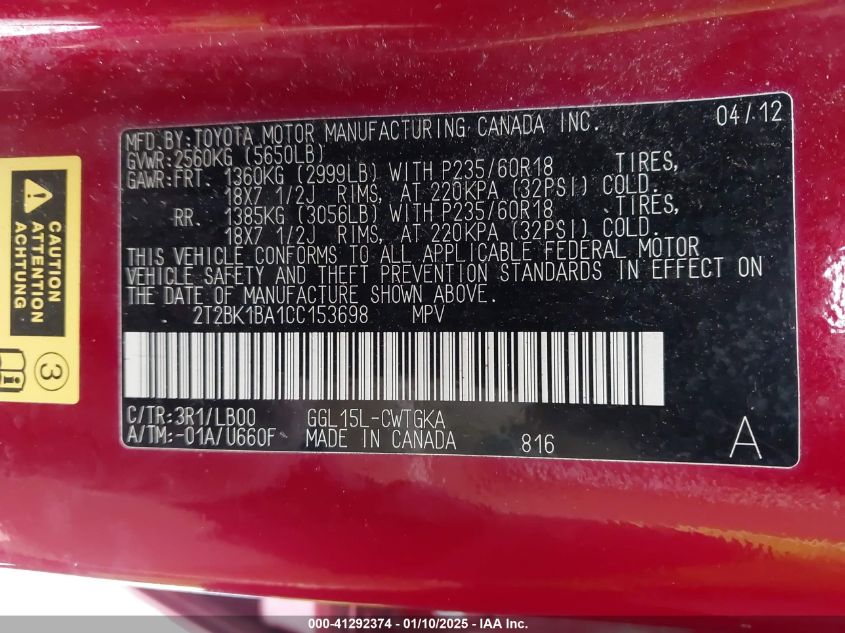 MFD.BY:TOYOTA MOTOR MANUFACTURING CANADA INC. 04/12
GVWR:2560KG (5650LB)
GAWR:FRT. 1360KG (2999LB) WITH P235/60R18 TIRES,
18X7 1/2J RIMS, AT 220KPA (32PSI) COLD.
RR. 1385KG (3056LB) WITH P235/60R18 TIRES,
18X7 1/2J RIMS, AT 220KPA (32PSI) COLD.
THIS VEHICLE CONFORMS TO ALL APPLICABLE FEDERAL MOTOR
VEHICLE SAFETY AND THEFT PREVENTION STANDARDS IN EFFECT ON
THE DATE OF MANUFACTURE SHOWN ABOVE.
2T2BK1BA1CC153698 MPV
C/TR:3R1/LB00 GGL15L-CWTGKA
A/TM:-01A/U660F MADE IN CANADA 816 A
CAUTION
ATTENTION
ACHTUNG
3
000-41292374 - 01/10/2025 - IAA Inc.